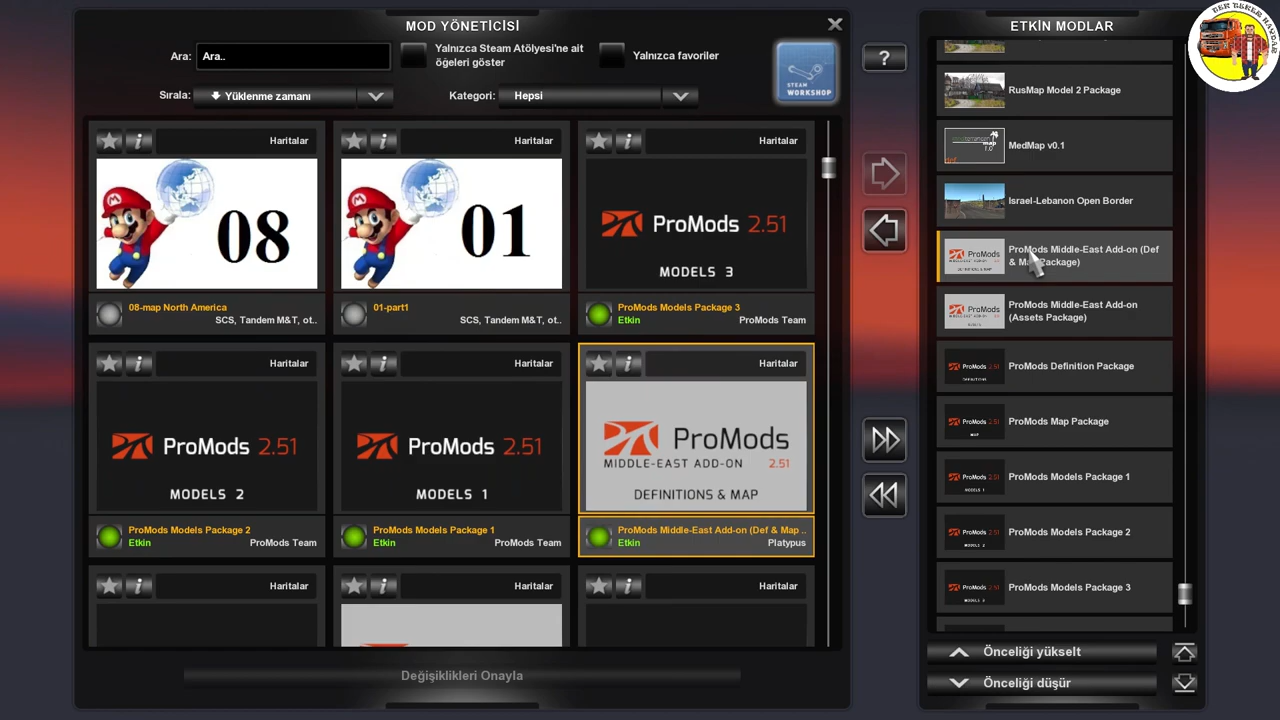 MOD YÖNETİCİSİ
Ara:
Ara..
Yalnızca Steam Atölyesi'ne ait
öğeleri göster
Yalnızca favoriler
STEAM
WORKSHOP
?
Sırala:
Yüklenme zamanı
Kategori:
Hepsi
i
Haritalar
i
Haritalar
i
Haritalar
08
01
ProMods 2.51
MODELS 3
08-map North America
SCS, Tandem M&T, ot..
01-part1
SCS, Tandem M&T, ot..
ProMods Models Package 3
Etkin
ProMods Team
i
Haritalar
i
Haritalar
i
Haritalar
ProMods 2.51
MODELS 2
ProMods 2.51
MODELS 1
ProMods
MIDDLE-EAST ADD-ON 2.51
DEFINITIONS & MAP
ProMods Models Package 2
Etkin
ProMods Team
ProMods Models Package 1
Etkin
ProMods Team
ProMods Middle-East Add-on (Def & Map ..
Etkin
Platypus
i
Haritalar
i
Haritalar
i
Haritalar
Değişiklikleri Onayla
ETKİN MODLAR
RusMap Model 2 Package
MedMap v0.1
Israel-Lebanon Open Border
ProMods Middle-East Add-on (Def
& Map Package)
ProMods Middle-East Add-on
(Assets Package)
ProMods Definition Package
ProMods Map Package
ProMods Models Package 1
ProMods Models Package 2
ProMods Models Package 3
Önceliği yükselt
Önceliği düşür